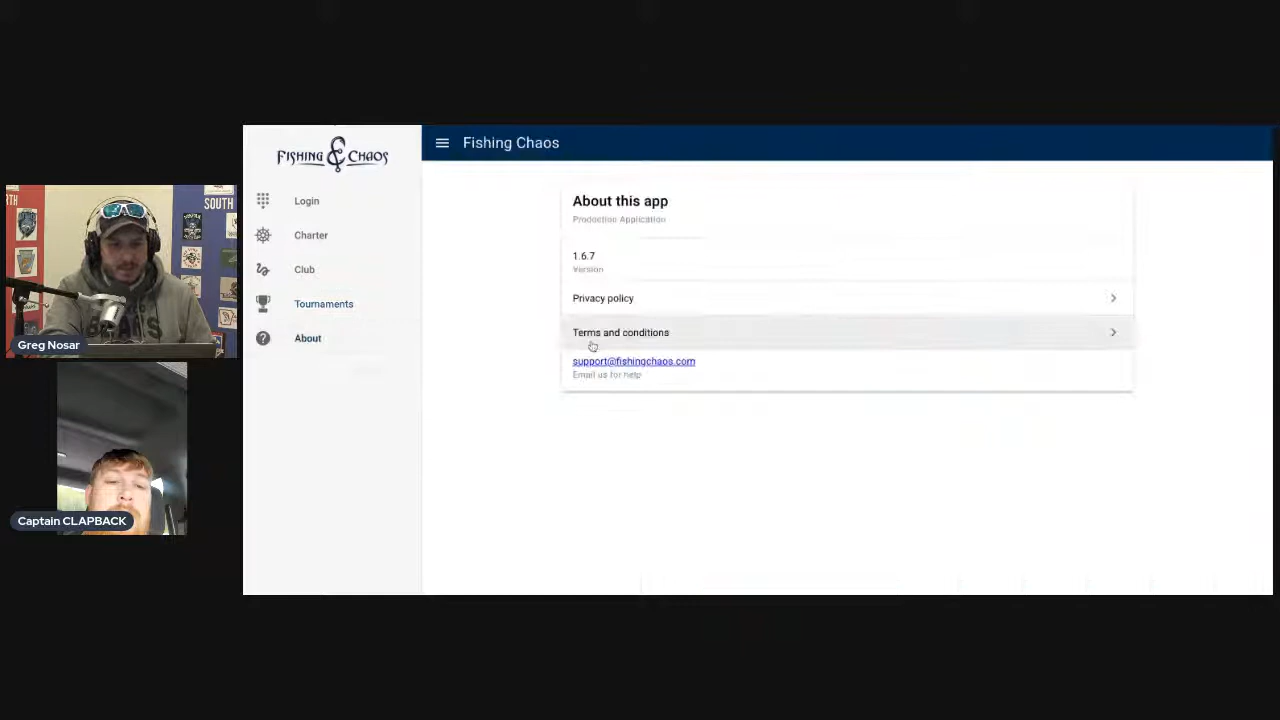 RTH
SOUTH
Greg Nosar
Captain CLAPBACK
FISHING & CHAOS
Login
Charter
Club
Tournaments
About
Fishing Chaos
About this app
Production Application
1.6.7
Version
Privacy policy
Terms and conditions
support@fishingchaos.com
Email us for help